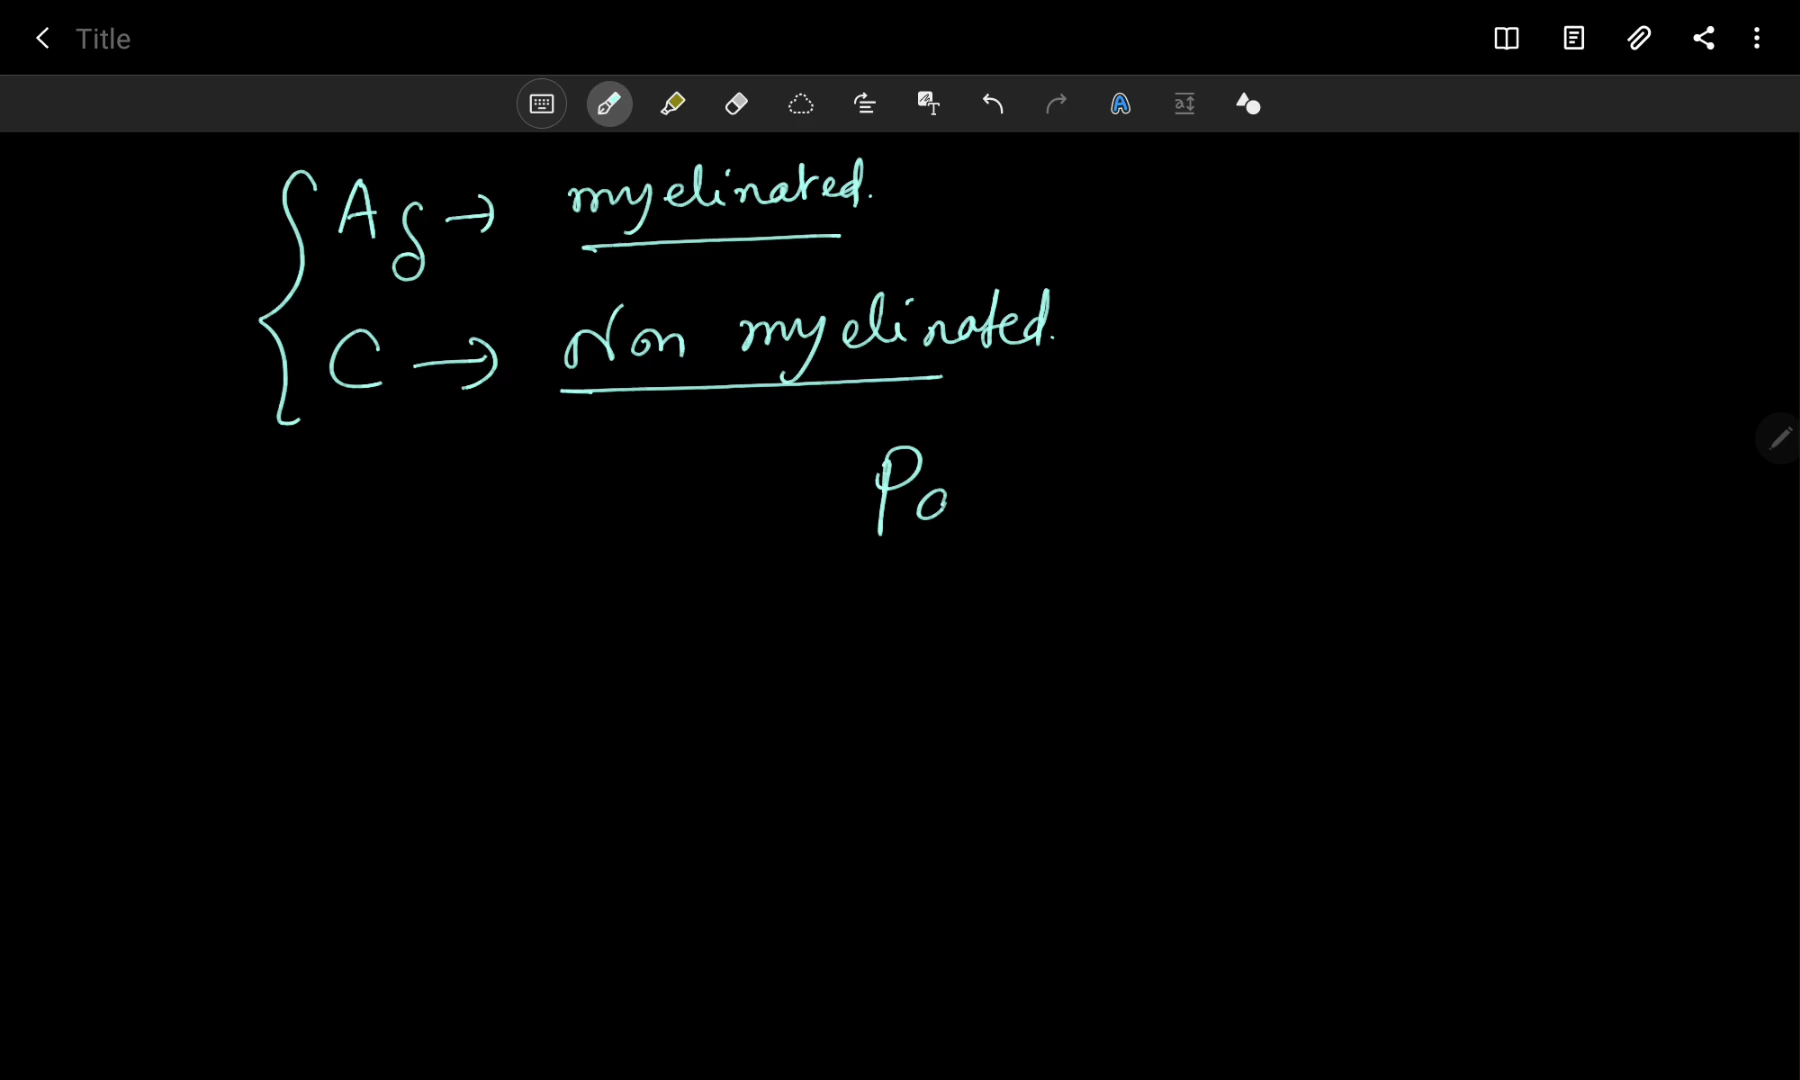 Title
Aδ → myelinated.
C → Non myelinated.
Po